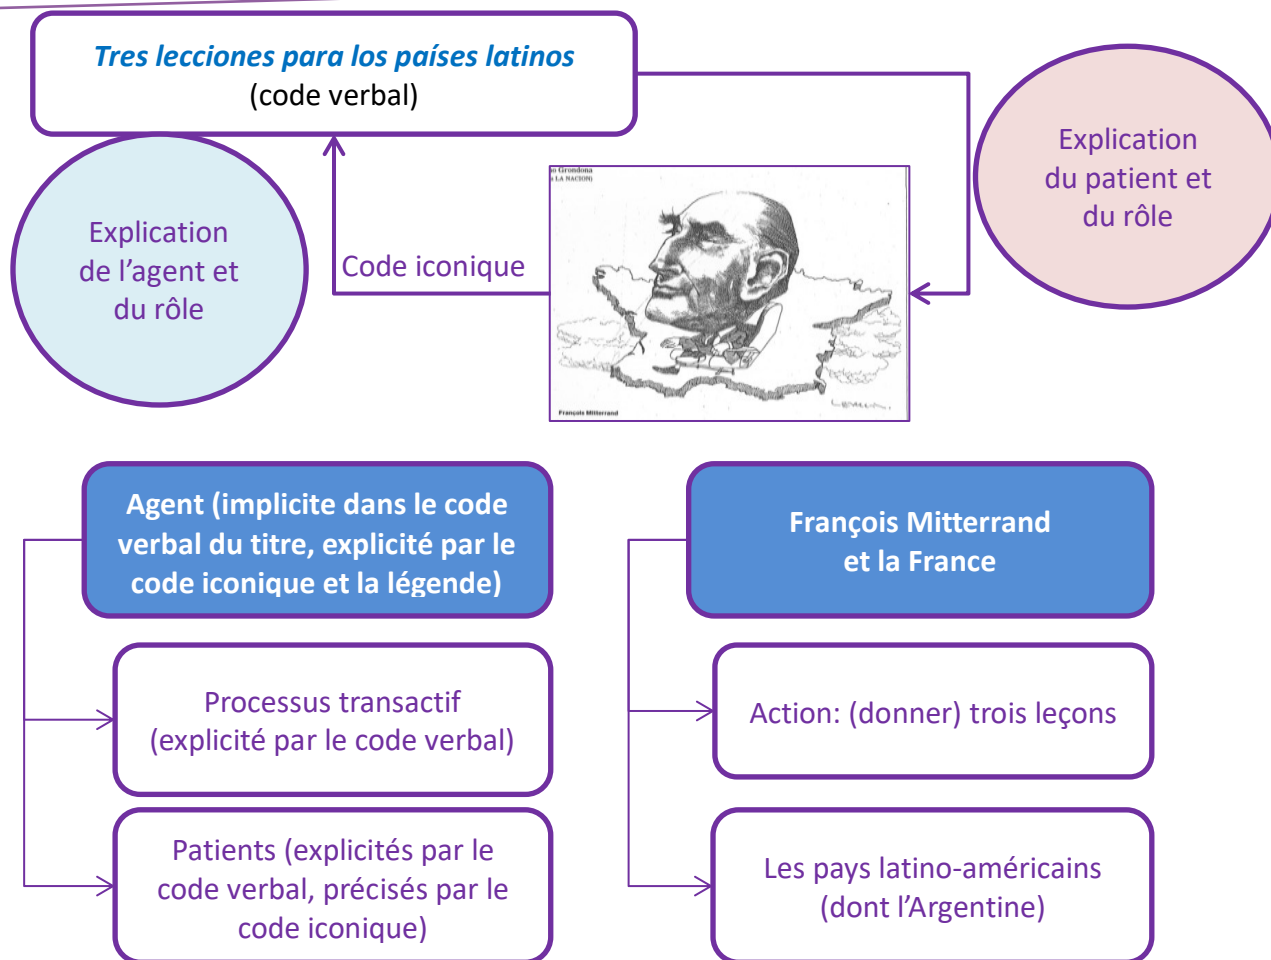 Tres lecciones para los países latinos
(code verbal)
Explication
de l’agent et
du rôle
Code iconique
no Grondona
LA NACION)
François Mitterrand
Explication
du patient et
du rôle
Agent (implicite dans le code
verbal du titre, explicité par le
code iconique et la légende)
Processus transactif
(explicité par le code verbal)
Patients (explicités par le
code verbal, précisés par le
code iconique)
François Mitterrand
et la France
Action: (donner) trois leçons
Les pays latino-américains
(dont l’Argentine)